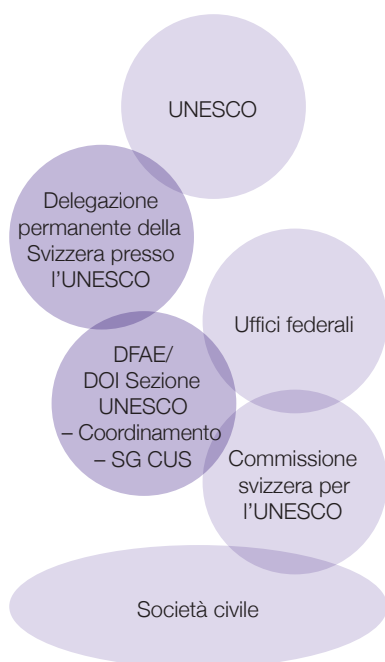 UNESCO
Delegazione
permanente della
Svizzera presso
l’UNESCO
Uffici federali
DFAE/
DOI Sezione
UNESCO
– Coordinamento
– SG CUS
Commissione
svizzera per
l’UNESCO
Società civile